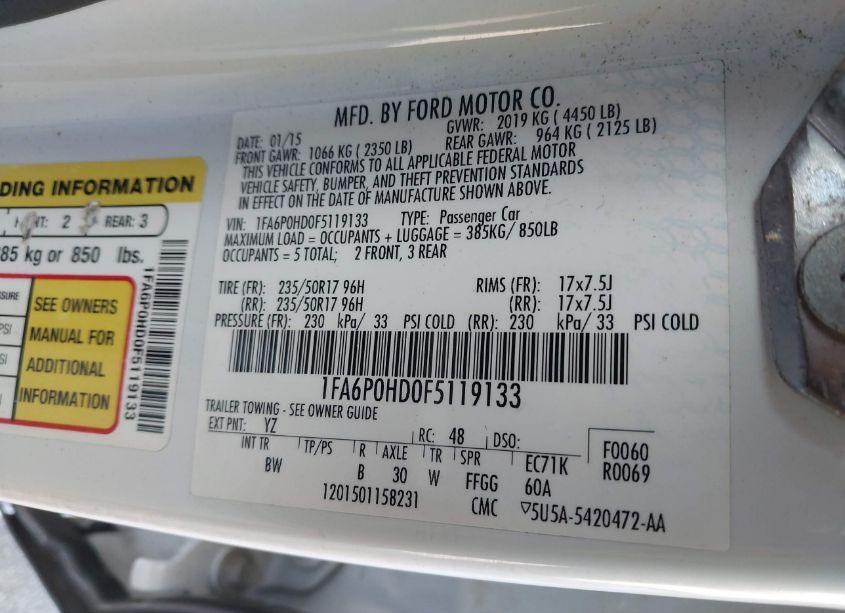 DING INFORMATION
NT: 2 REAR: 3
85 kg or 850 lbs.
SSURE
PSI
SI
SEE OWNERS
MANUAL FOR
ADDITIONAL
INFORMATION
1FA6P0HD0F5119133
MFD. BY FORD MOTOR CO.
DATE: 01/15 GVWR: 2019 KG ( 4450 LB)
FRONT GAWR: 1066 KG ( 2350 LB) REAR GAWR: 964 KG ( 2125 LB)
THIS VEHICLE CONFORMS TO ALL APPLICABLE FEDERAL MOTOR
VEHICLE SAFETY, BUMPER, AND THEFT PREVENTION STANDARDS
IN EFFECT ON THE DATE OF MANUFACTURE SHOWN ABOVE.
VIN: 1FA6P0HD0F5119133 TYPE: Passenger Car
MAXIMUM LOAD = OCCUPANTS + LUGGAGE = 385KG/ 850LB
OCCUPANTS = 5 TOTAL; 2 FRONT, 3 REAR
TIRE (FR): 235/50R17 96H RIMS (FR): 17x7.5J
(RR): 235/50R17 96H (RR): 17x7.5J
PRESSURE (FR): 230 kPa/ 33 PSI COLD (RR): 230 kPa/ 33 PSI COLD
1FA6P0HD0F5119133
TRAILER TOWING - SEE OWNER GUIDE
EXT PNT: YZ RC: 48 DSO: F0060
INT TR TP/PS R AXLE TR SPR EC71K R0069
BW B 30 W FFGG 60A
1201501158231 CMC ▽5U5A-5420472-AA